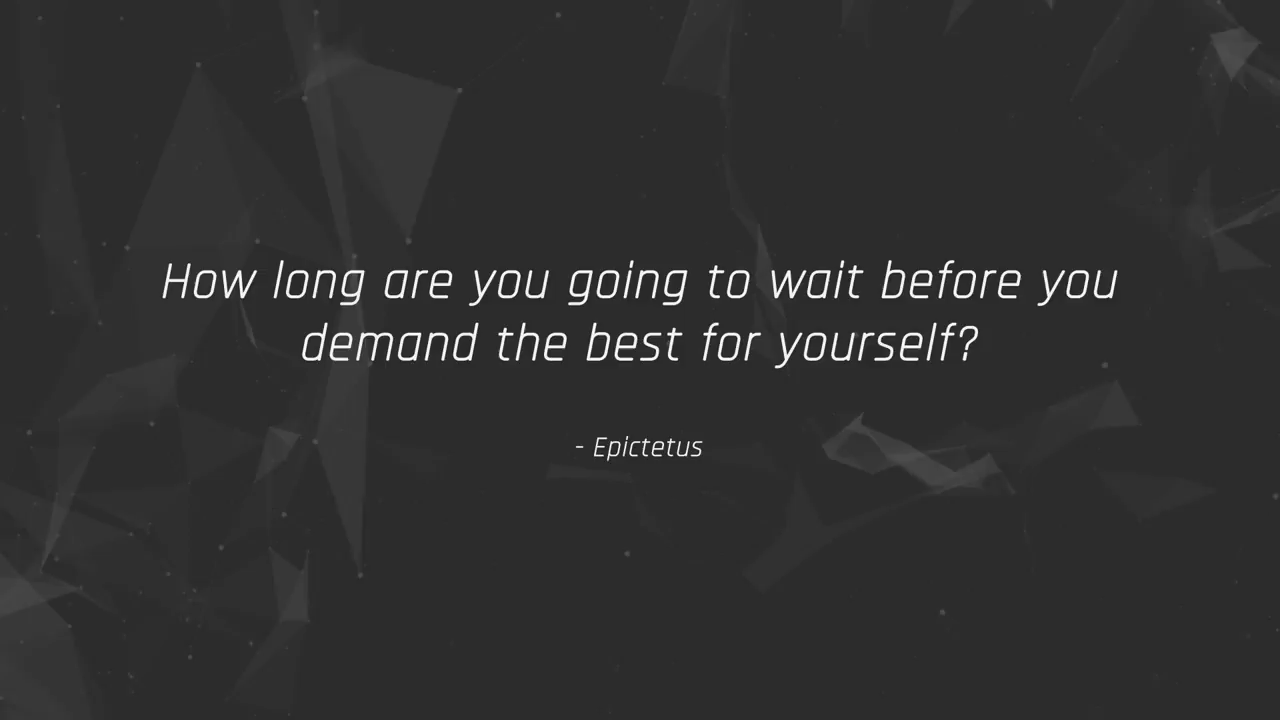 How long are you going to wait before you
demand the best for yourself?
- Epictetus